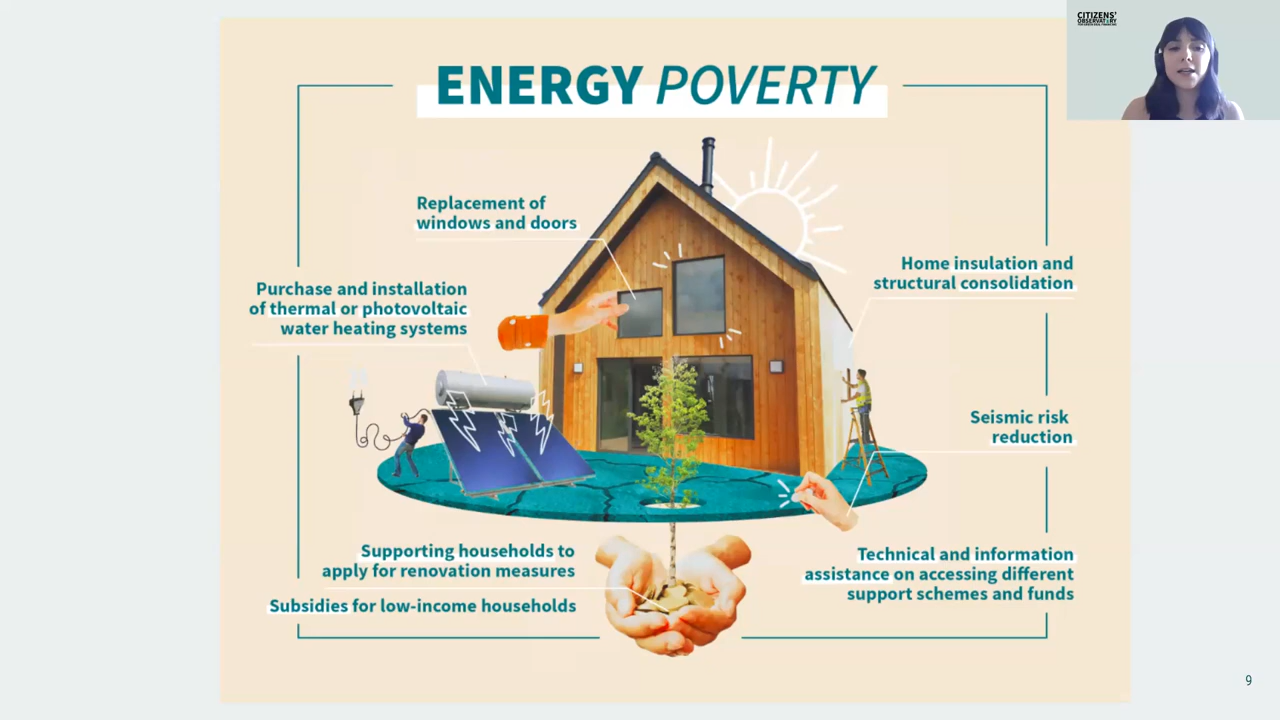 CITIZENS'
OBSERVATORY
ENERGY POVERTY
Replacement of
windows and doors
Purchase and installation
of thermal or photovoltaic
water heating systems
Home insulation and
structural consolidation
Seismic risk
reduction
Supporting households to
apply for renovation measures
Subsidies for low-income households
Technical and information
assistance on accessing different
support schemes and funds
9